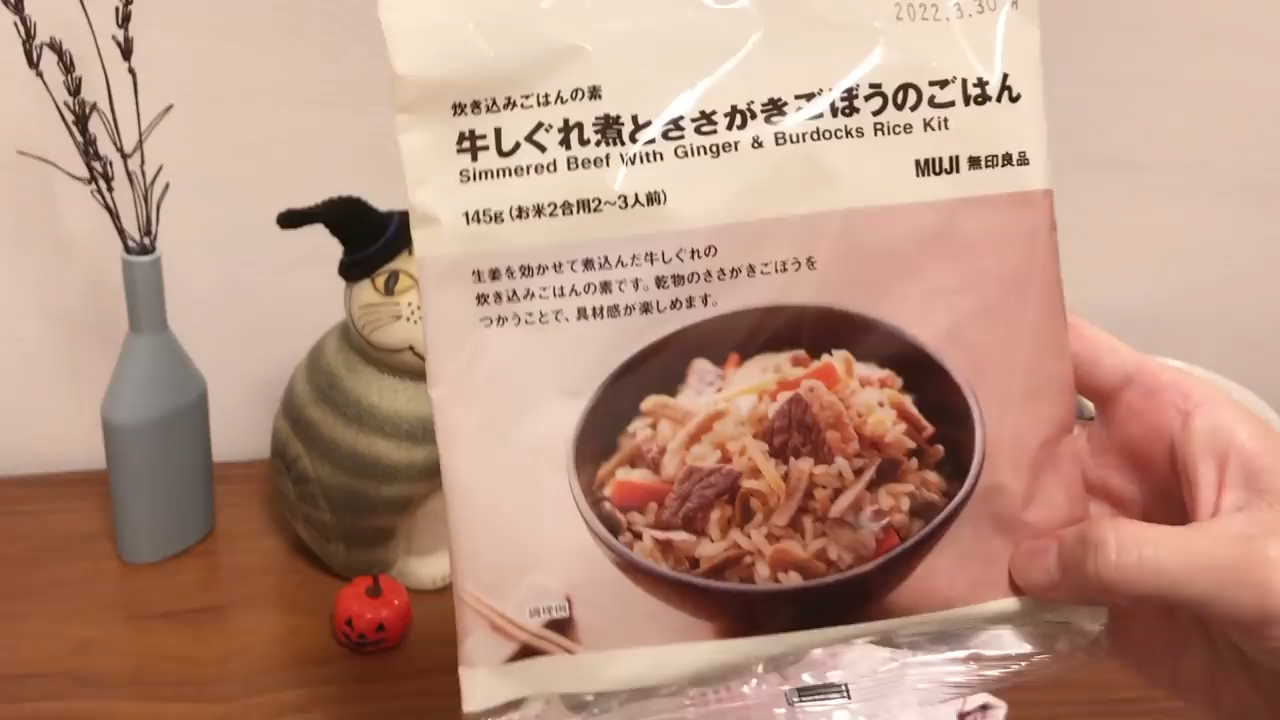 2022.3.30
炊き込みごはんの素
牛しぐれ煮とささがきごぼうのごはん
Simmered Beef With Ginger & Burdocks Rice Kit
MUJI 無印良品
145g(お米2合用2〜3人前)
生姜を効かせて煮込んだ牛しぐれの
炊き込みごはんの素です。乾物のささがきごぼうを
つかうことで、具材感が楽しめます。
調理例